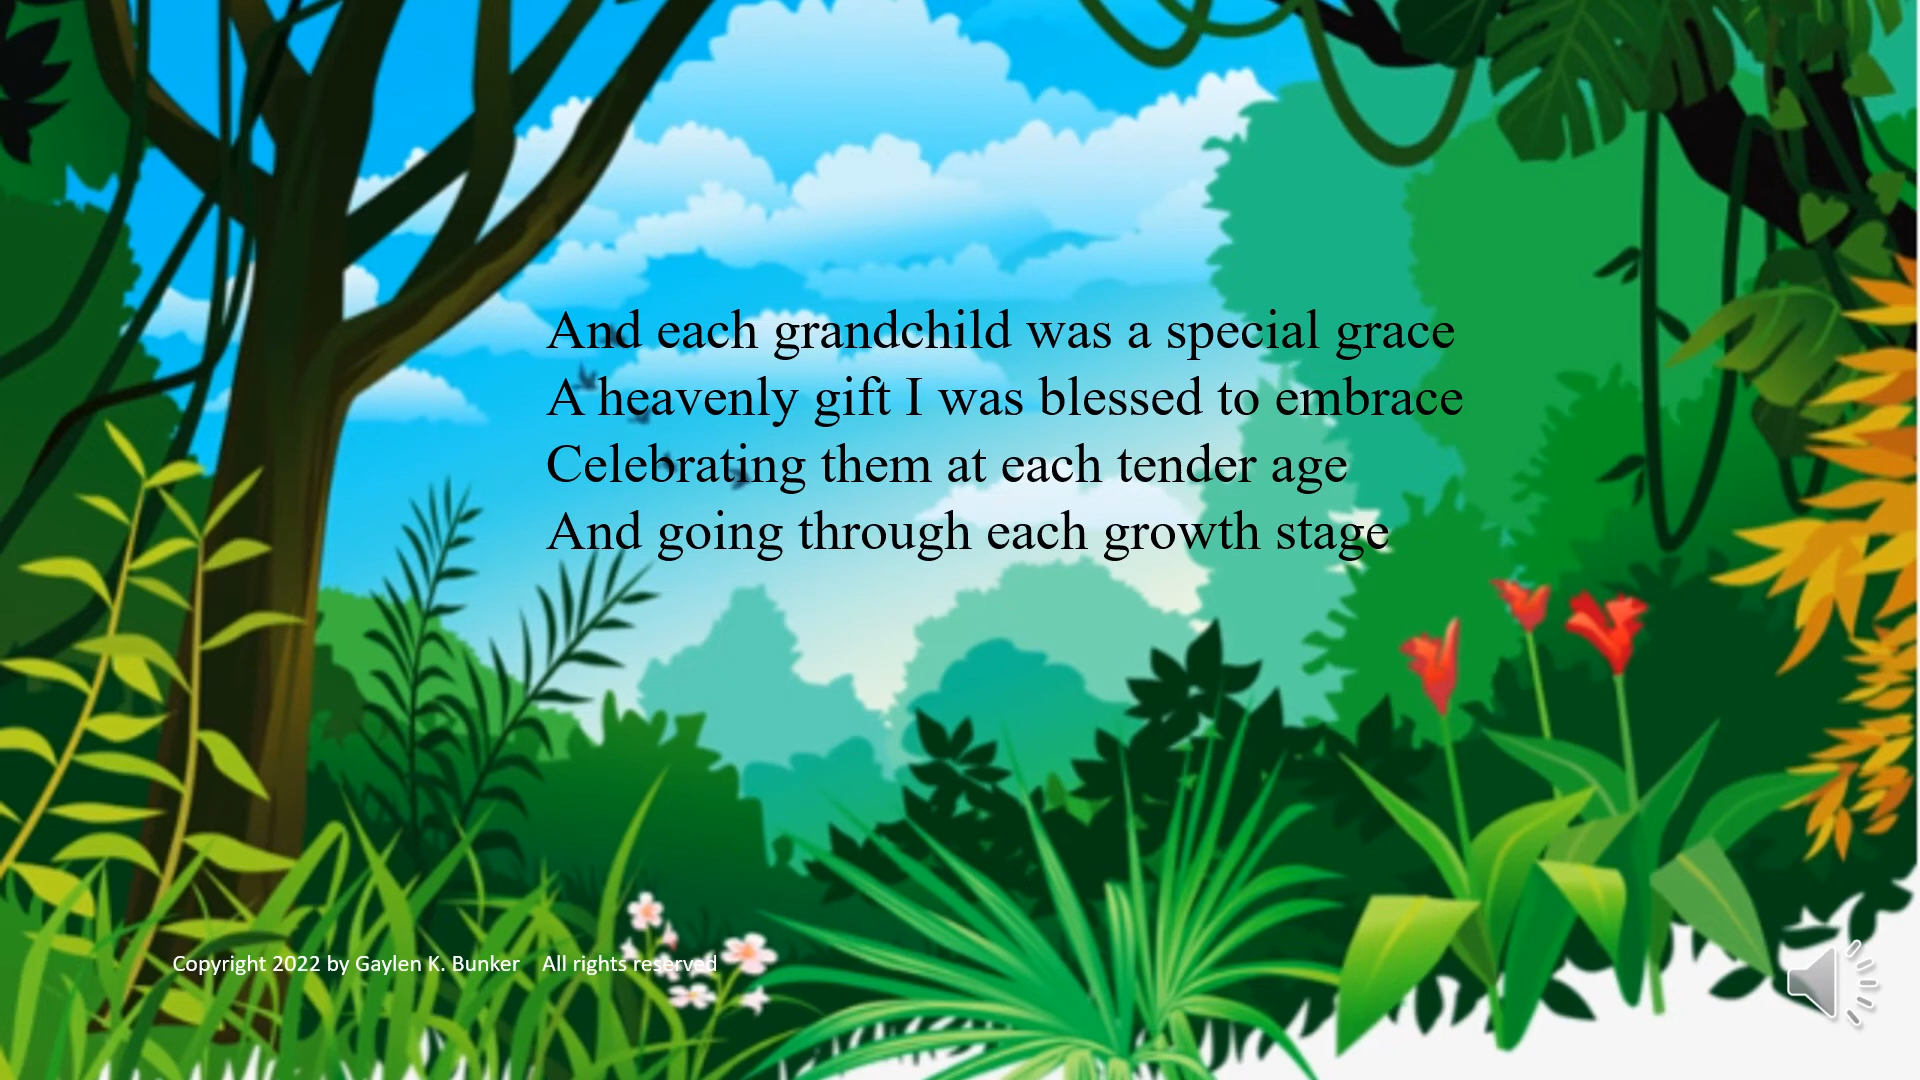 And each grandchild was a special grace
A heavenly gift I was blessed to embrace
Celebrating them at each tender age
And going through each growth stage
Copyright 2022 by Gaylen K. Bunker    All rights reserved